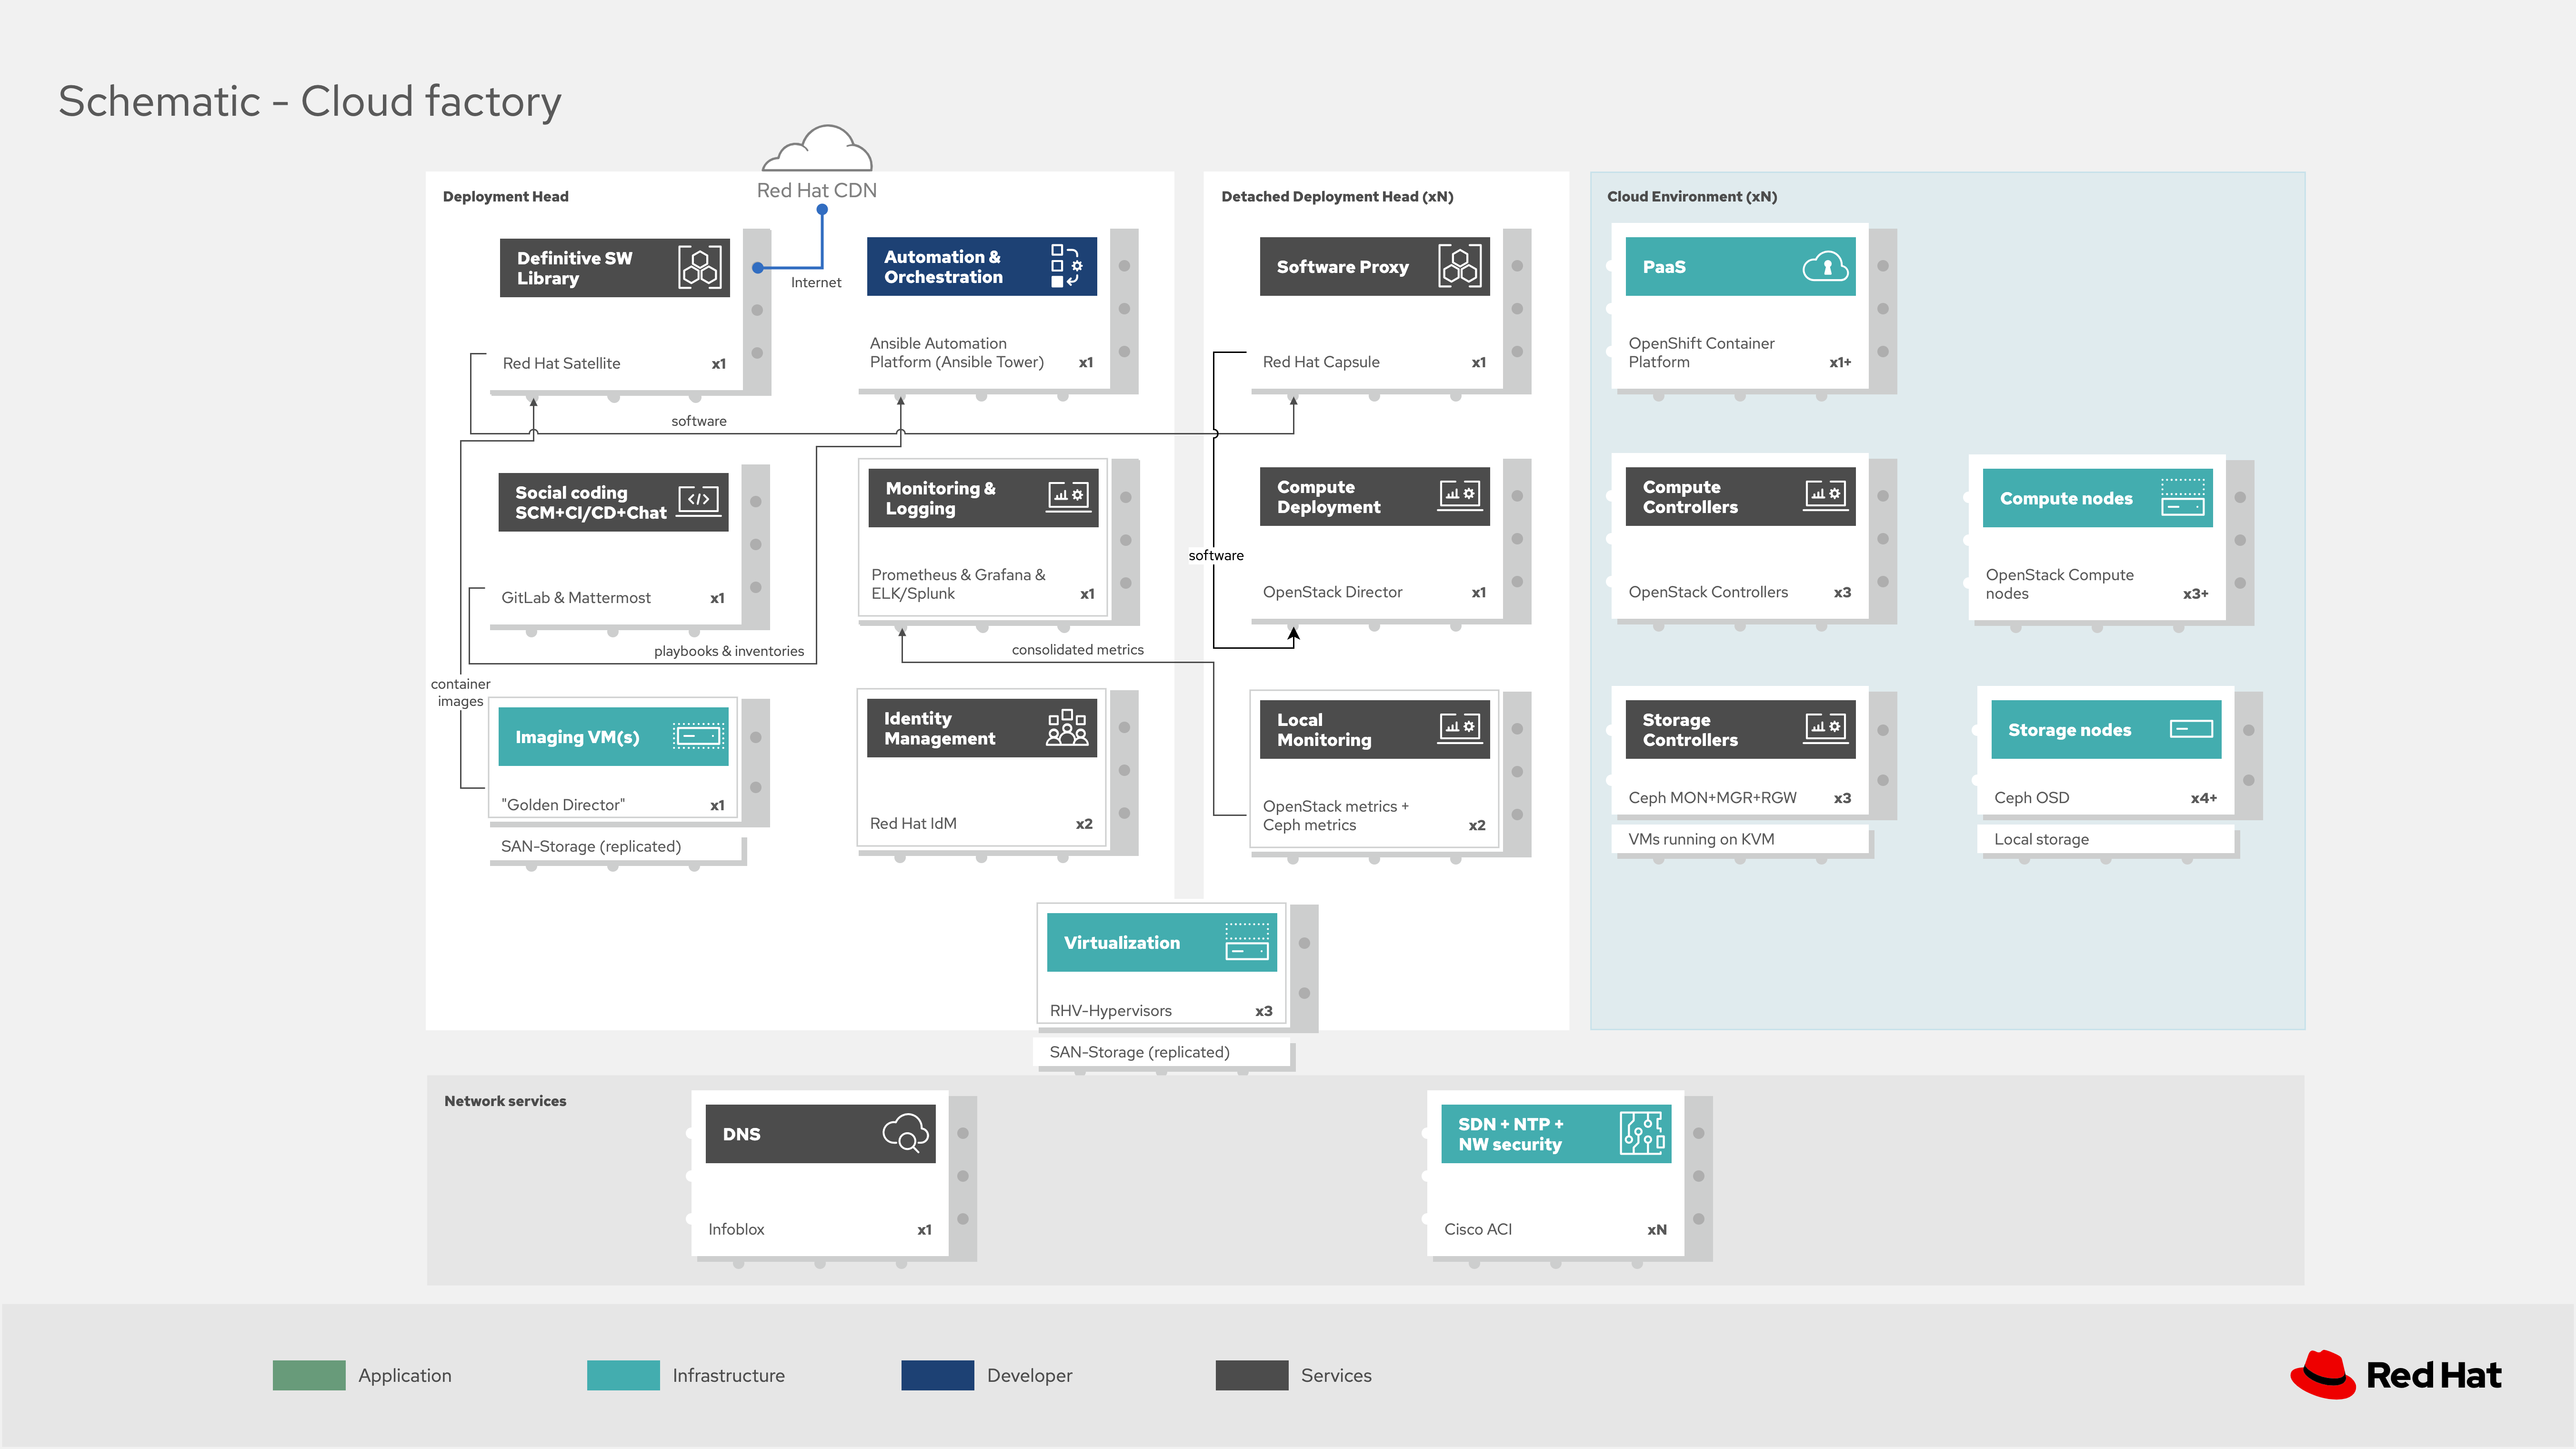 Schematic - Cloud factory
Red Hat CDN
Deployment Head
Definitive SW
Library
Red Hat Satellite
x1
Internet
Automation &
Orchestration
Ansible Automation
Platform (Ansible Tower)
x1
software
Social coding
SCM+CI/CD+Chat
GitLab & Mattermost
x1
Monitoring &
Logging
Prometheus & Grafana &
ELK/Splunk
x1
playbooks & inventories
consolidated metrics
container
images
Imaging VM(s)
"Golden Director"
x1
SAN-Storage (replicated)
Identity
Management
Red Hat IdM
x2
Detached Deployment Head (xN)
Software Proxy
Red Hat Capsule
x1
Compute
Deployment
software
OpenStack Director
x1
Local
Monitoring
OpenStack metrics +
Ceph metrics
x2
Virtualization
RHV-Hypervisors
x3
SAN-Storage (replicated)
Cloud Environment (xN)
PaaS
OpenShift Container
Platform
x1+
Compute
Controllers
OpenStack Controllers
x3
Compute nodes
OpenStack Compute
nodes
x3+
Storage
Controllers
Ceph MON+MGR+RGW
x3
VMs running on KVM
Storage nodes
Ceph OSD
x4+
Local storage
Network services
DNS
Infoblox
x1
SDN + NTP +
NW security
Cisco ACI
xN
Application
Infrastructure
Developer
Services
Red Hat